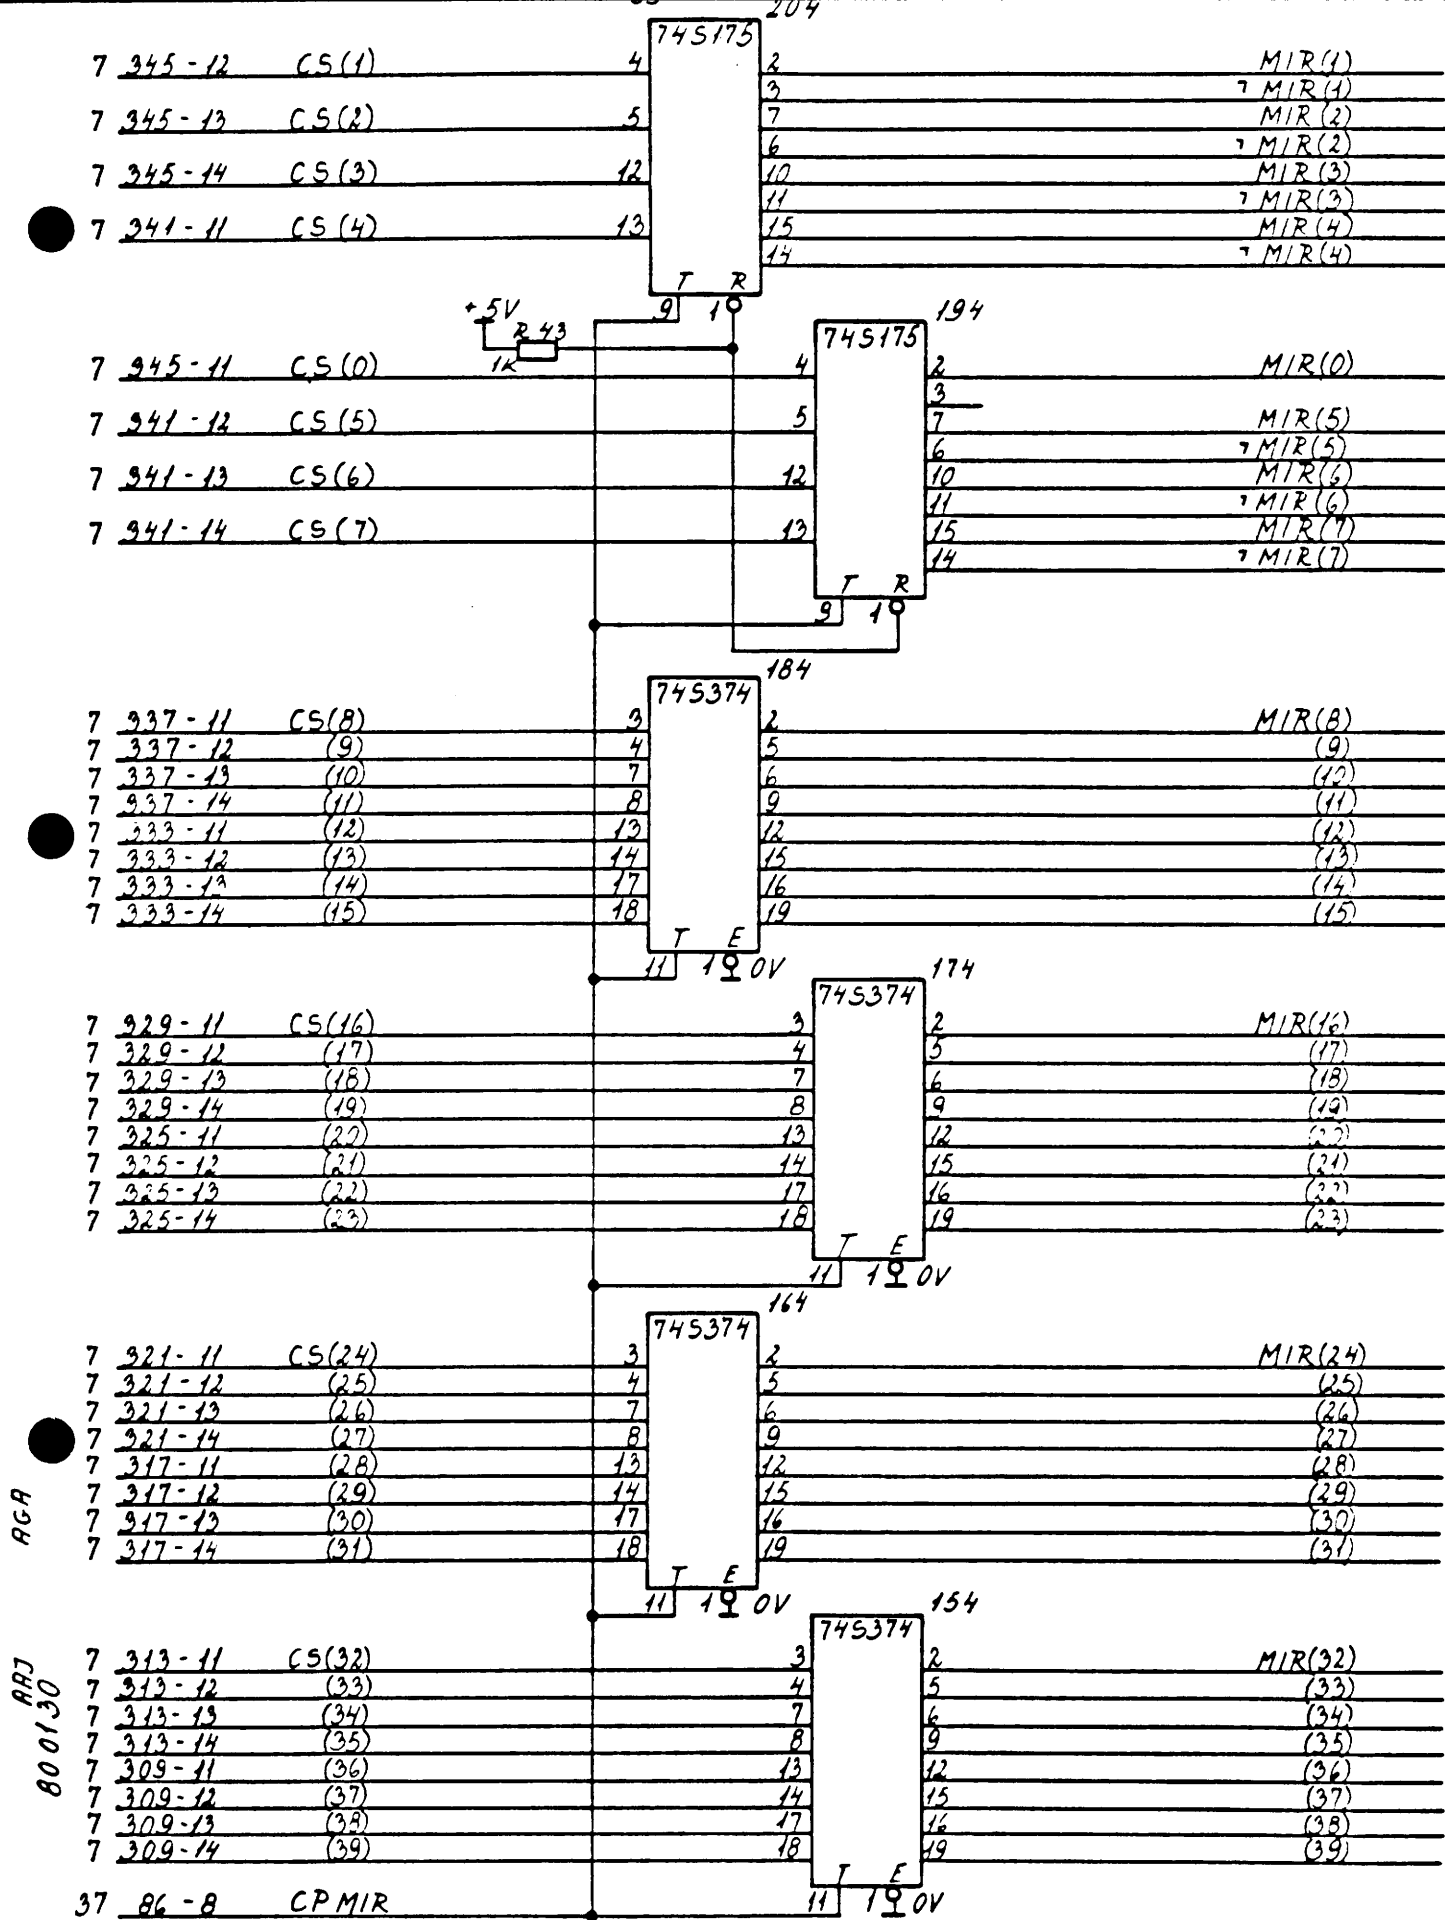 204
74S175
7 345-12 CS(1) 4 2 MIR(1)
3 ¬MIR(1)
7 345-13 CS(2) 5 7 MIR(2)
6 ¬MIR(2)
7 345-14 CS(3) 12 10 MIR(3)
11 ¬MIR(3)
7 341-11 CS(4) 13 15 MIR(4)
14 ¬MIR(4)
T R
9 1
+5V
R43
1K
194
74S175
7 345-11 CS(0) 4 2 MIR(0)
3
7 341-12 CS(5) 5 7 MIR(5)
6 ¬MIR(5)
7 341-13 CS(6) 12 10 MIR(6)
11 ¬MIR(6)
7 341-14 CS(7) 13 15 MIR(7)
14 ¬MIR(7)
T R
9 1
184
74S374
7 337-11 CS(8) 3 2 MIR(8)
7 337-12 (9) 4 5 (9)
7 337-13 (10) 7 6 (10)
7 337-14 (11) 8 9 (11)
7 333-11 (12) 13 12 (12)
7 333-12 (13) 14 15 (13)
7 333-13 (14) 17 16 (14)
7 333-14 (15) 18 19 (15)
T E
11 1 0V
174
74S374
7 329-11 CS(16) 3 2 MIR(16)
7 329-12 (17) 4 5 (17)
7 329-13 (18) 7 6 (18)
7 329-14 (19) 8 9 (19)
7 325-11 (20) 13 12 (20)
7 325-12 (21) 14 15 (21)
7 325-13 (22) 17 16 (22)
7 325-14 (23) 18 19 (23)
T E
11 1 0V
164
74S374
7 321-11 CS(24) 3 2 MIR(24)
7 321-12 (25) 4 5 (25)
7 321-13 (26) 7 6 (26)
7 321-14 (27) 8 9 (27)
7 317-11 (28) 13 12 (28)
7 317-12 (29) 14 15 (29)
7 317-13 (30) 17 16 (30)
7 317-14 (31) 18 19 (31)
T E
11 1 0V
154
74S374
7 313-11 CS(32) 3 2 MIR(32)
7 313-12 (33) 4 5 (33)
7 313-13 (34) 7 6 (34)
7 313-14 (35) 8 9 (35)
7 309-11 (36) 13 12 (36)
7 309-12 (37) 14 15 (37)
7 309-13 (38) 17 16 (38)
7 309-14 (39) 18 19 (39)
T E
11 1 0V
37 86-8 CPMIR
AGA
AAJ
800130